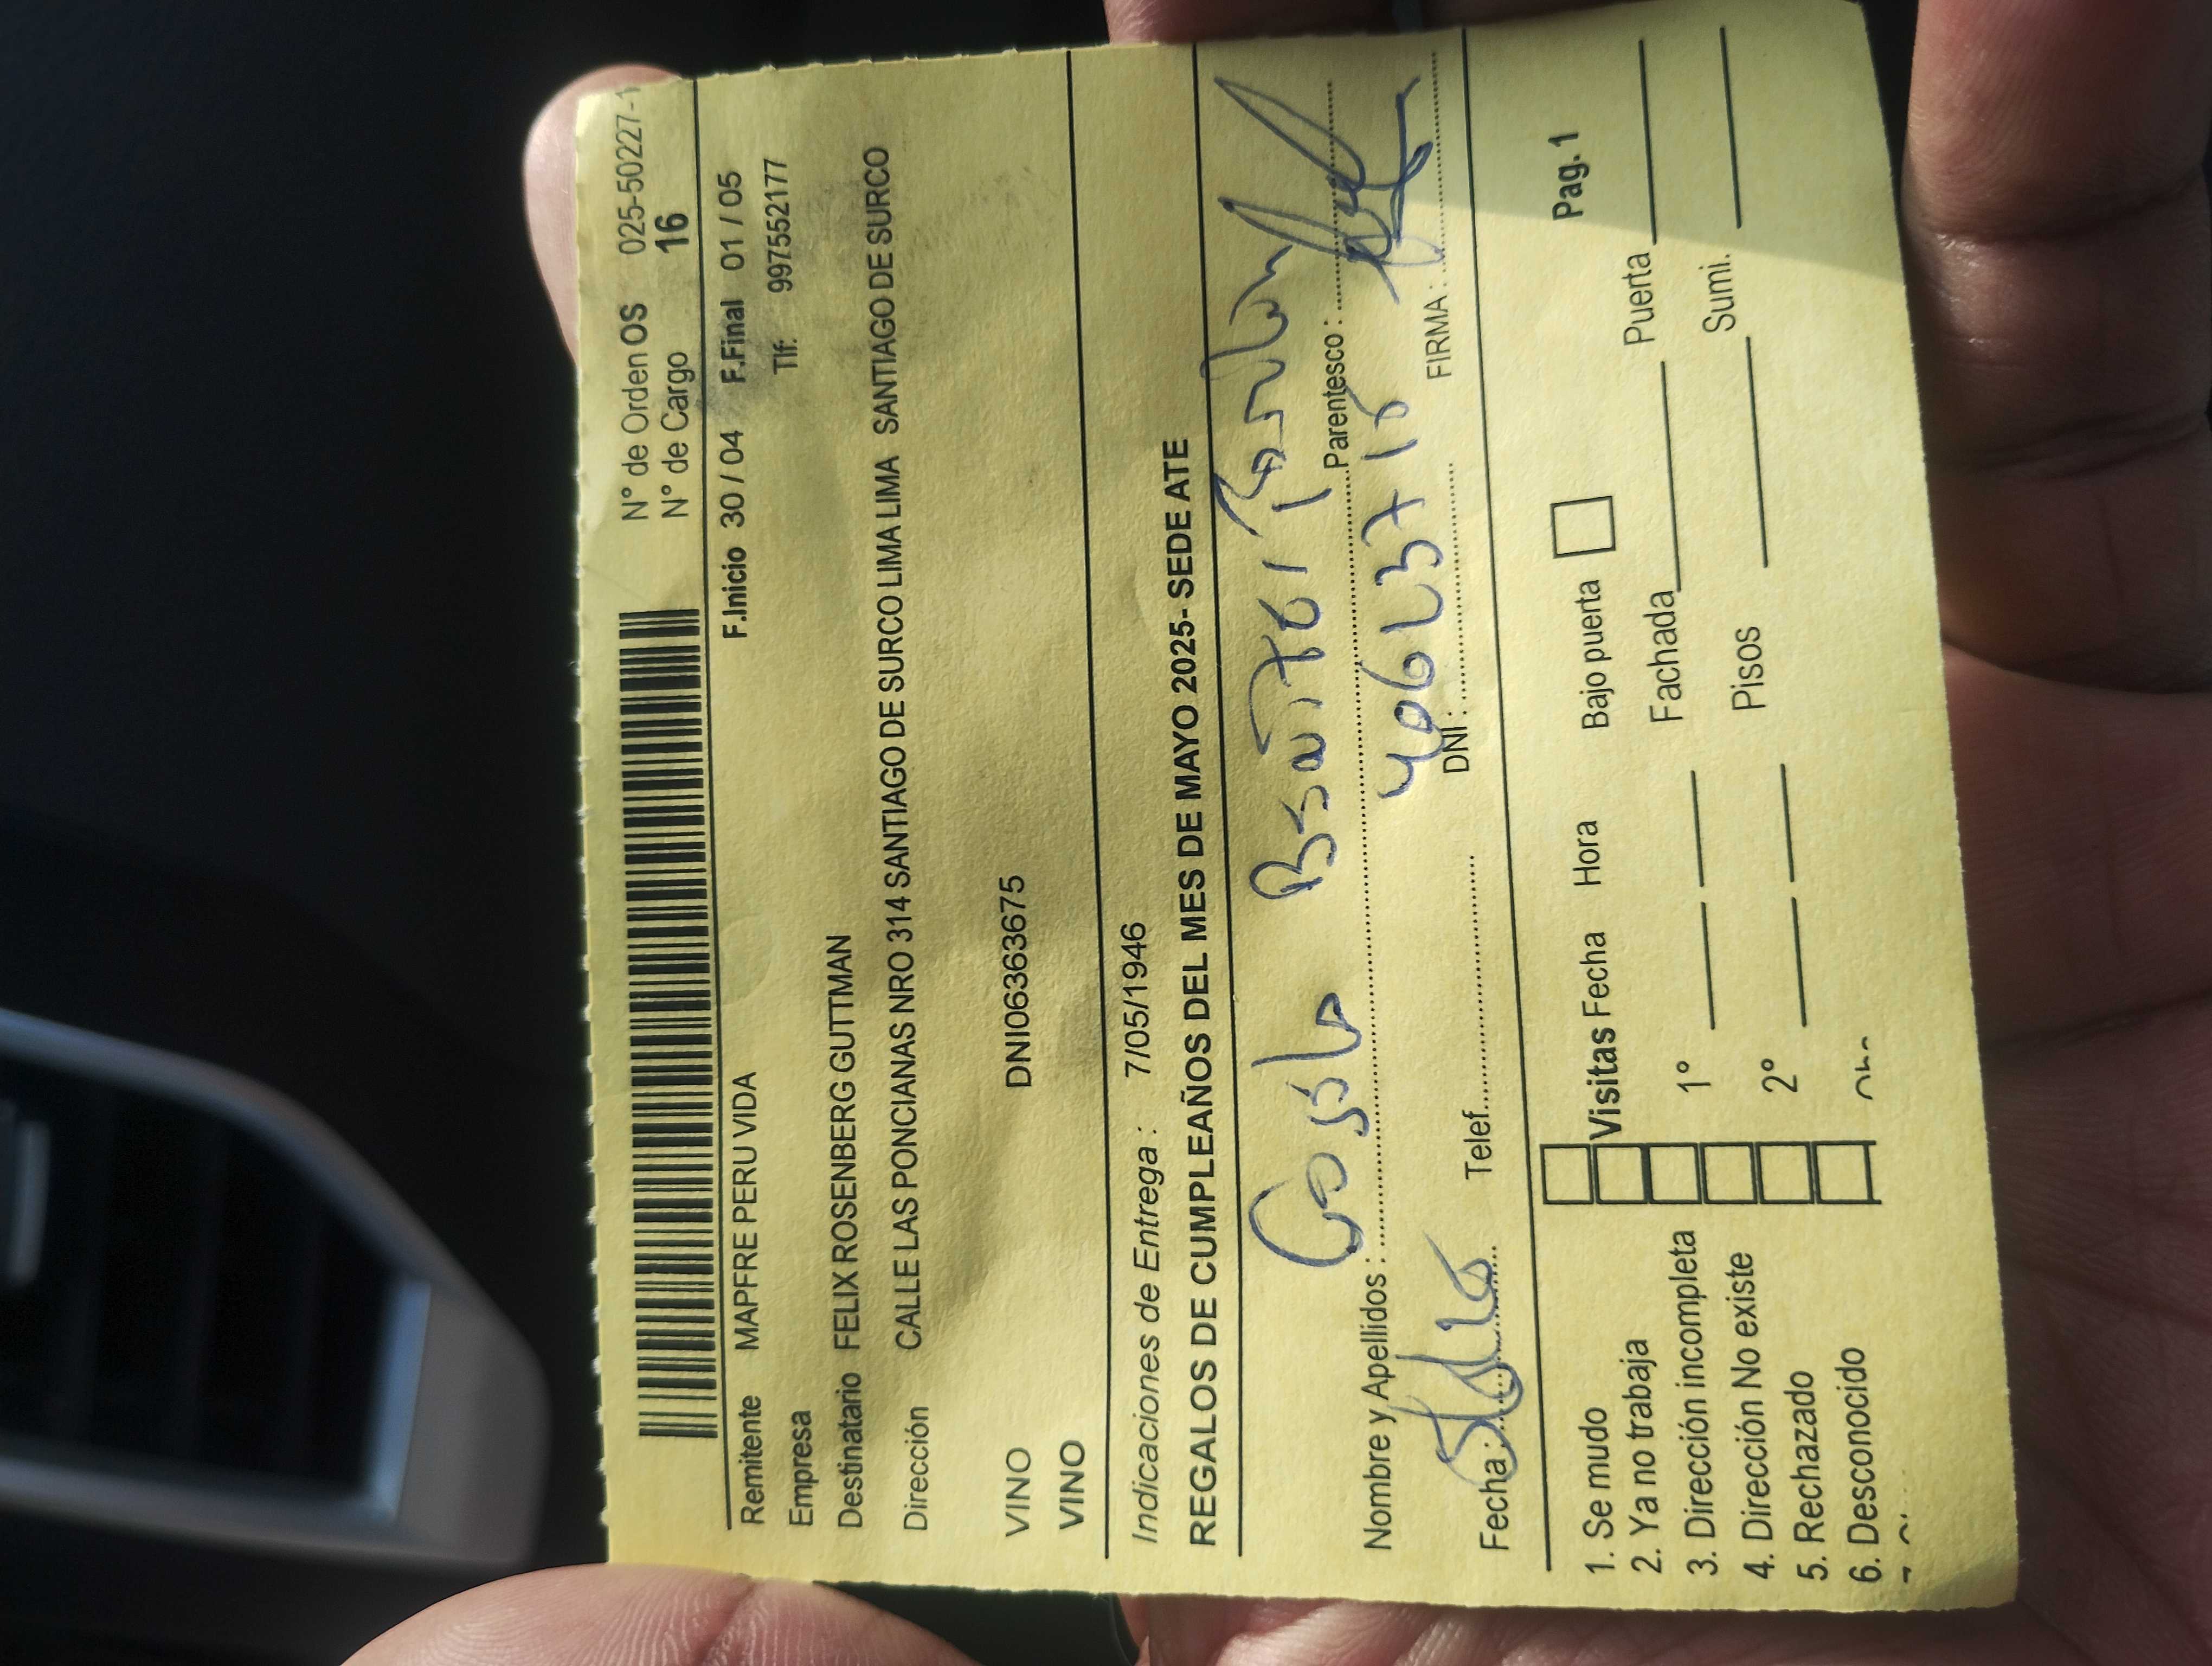 N° de Orden OS 025-50227-1
N° de Cargo 16
F.Inicio 30 / 04 F.Final 01 / 05
Remitente MAPFRE PERU VIDA
Tlf: 997552177
Empresa
Destinatario FELIX ROSENBERG GUTTMAN
Dirección CALLE LAS PONCIANAS NRO 314 SANTIAGO DE SURCO LIMA LIMA SANTIAGO DE SURCO
VINO DNI06363675
VINO
Indicaciones de Entrega : 7/05/1946
REGALOS DE CUMPLEAÑOS DEL MES DE MAYO 2025- SEDE ATE
Nombre y Apellidos : Parentesco :
Fecha : Telef. DNI : FIRMA :
1. Se mudo
2. Ya no trabaja
3. Dirección incompleta
4. Dirección No existe
5. Rechazado
6. Desconocido
Visitas Fecha Hora Bajo puerta Pag. 1
1° Fachada Puerta
2° Pisos Sumi.